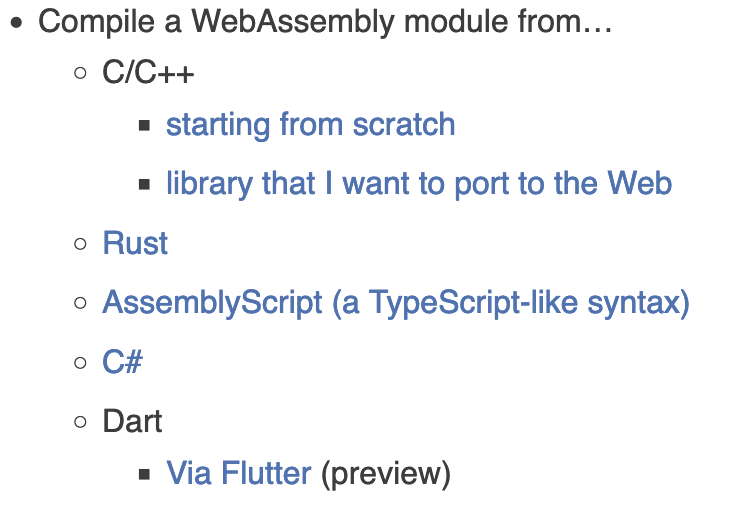 Compile a WebAssembly module from…
C/C++
starting from scratch
library that I want to port to the Web
Rust
AssemblyScript (a TypeScript-like syntax)
C#
Dart
Via Flutter (preview)